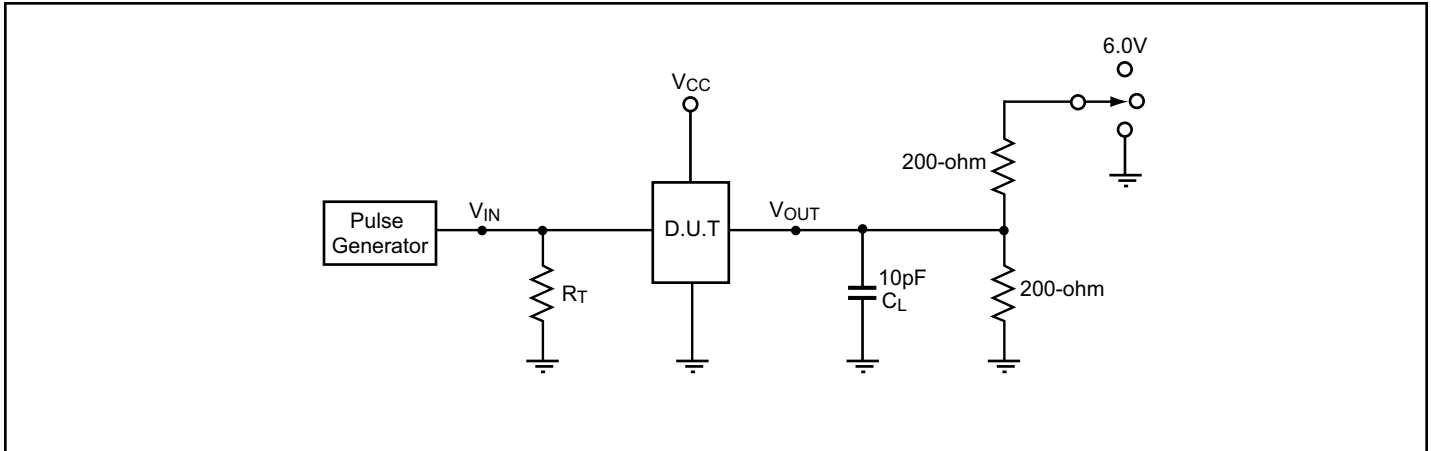 6.0V
VCC
200-ohm
Pulse
Generator
VIN
D.U.T
VOUT
RT
10pF
CL
200-ohm